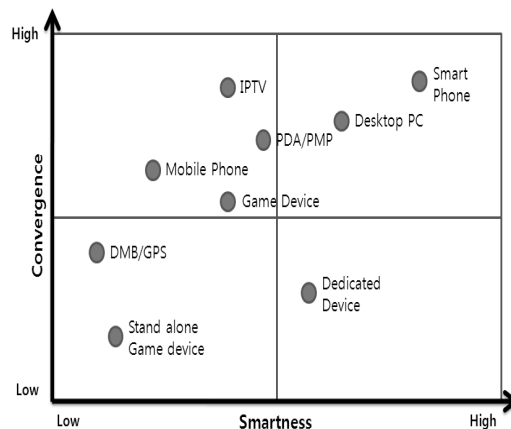 High
Smart
Phone
IPTV
Desktop PC
PDA/PMP
Mobile Phone
Game Device
Convergence
DMB/GPS
Dedicated
Device
Stand alone
Game device
Low
Low
Smartness
High